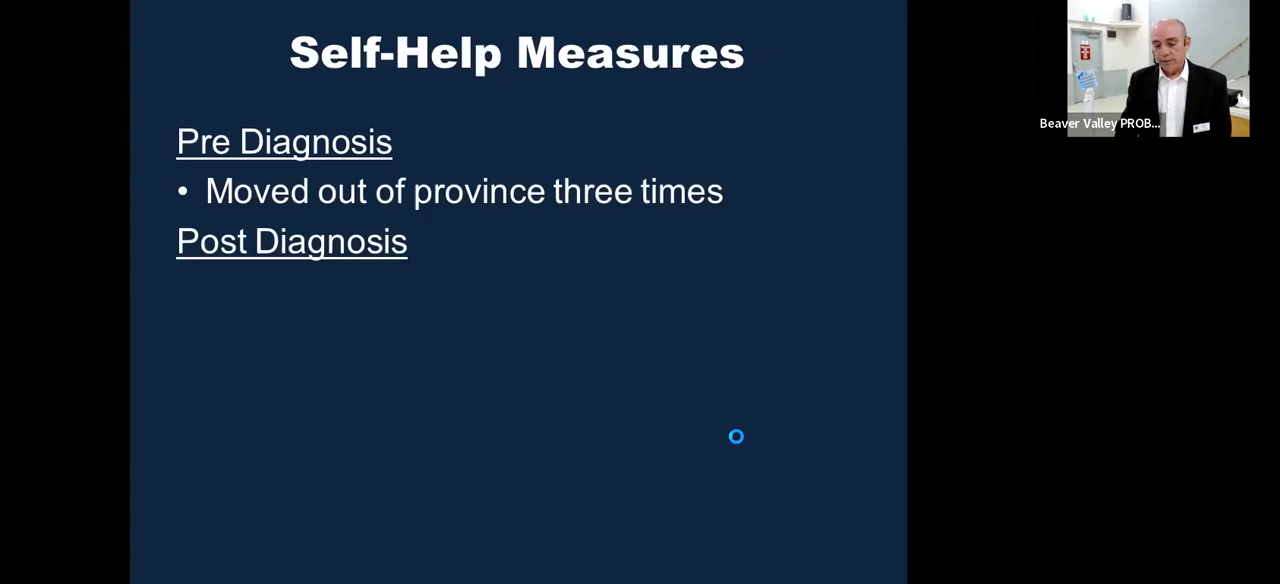 Self-Help Measures
Pre Diagnosis
• Moved out of province three times
Post Diagnosis
Beaver Valley PROB...